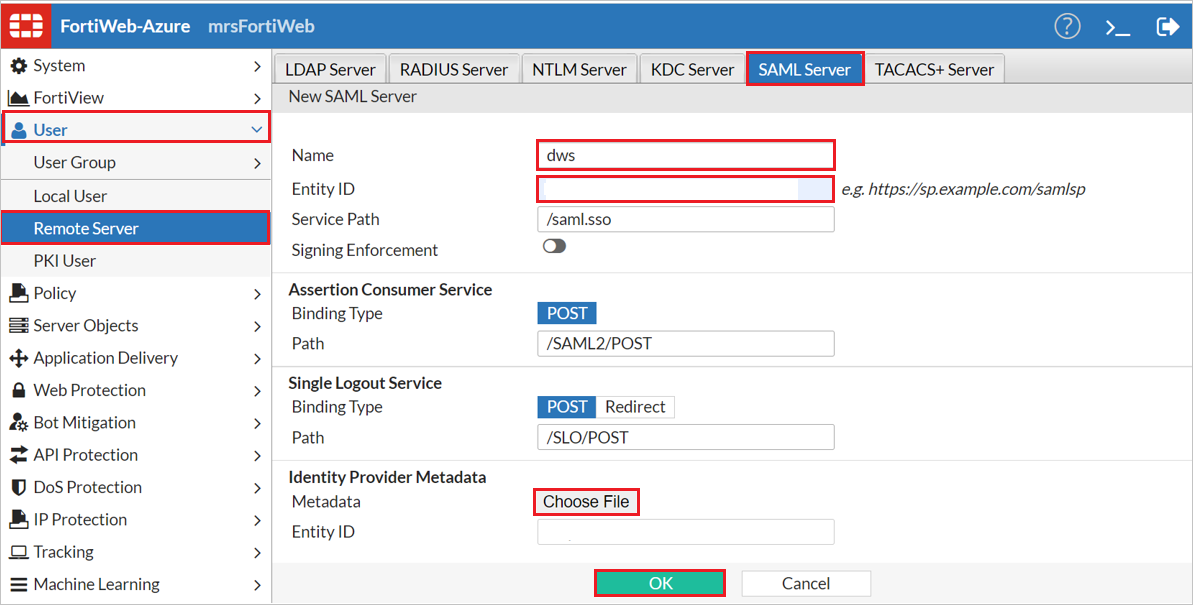 FortiWeb-Azure mrsFortiWeb ? >_
System
FortiView
User
User Group
Local User
Remote Server
PKI User
Policy
Server Objects
Application Delivery
Web Protection
Bot Mitigation
API Protection
DoS Protection
IP Protection
Tracking
Machine Learning
LDAP Server RADIUS Server NTLM Server KDC Server SAML Server TACACS+ Server
New SAML Server
Name dws
Entity ID e.g. https://sp.example.com/samlsp
Service Path /saml.sso
Signing Enforcement
Assertion Consumer Service
Binding Type POST
Path /SAML2/POST
Single Logout Service
Binding Type POST Redirect
Path /SLO/POST
Identity Provider Metadata
Metadata Choose File
Entity ID
OK Cancel